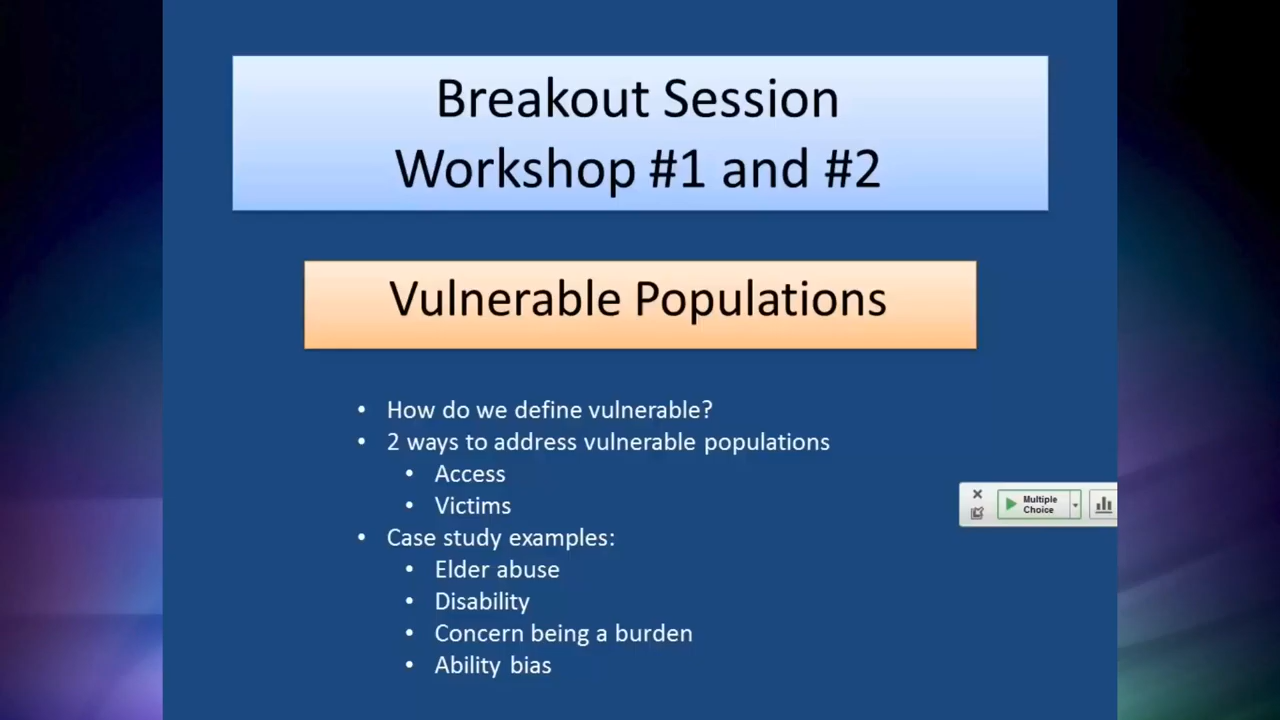 Breakout Session
Workshop #1 and #2
Vulnerable Populations
• How do we define vulnerable?
• 2 ways to address vulnerable populations
• Access
• Victims
• Case study examples:
• Elder abuse
• Disability
• Concern being a burden
• Ability bias
Multiple
Choice